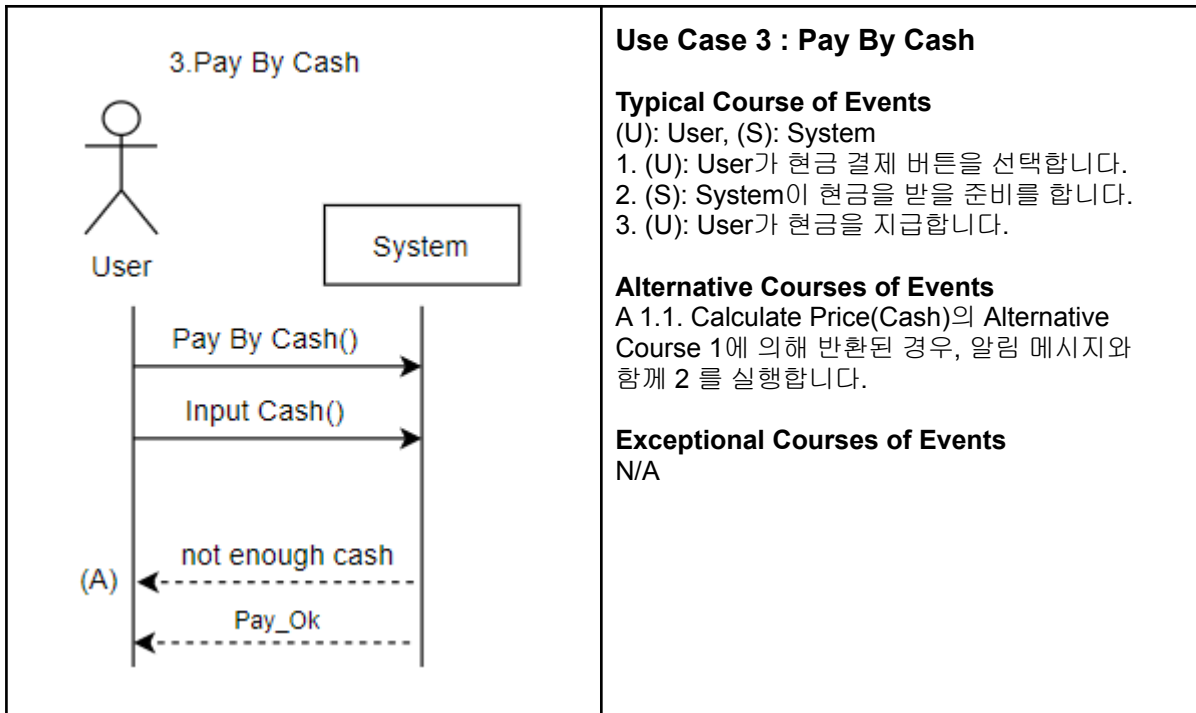 3.Pay By Cash
User
System
Pay By Cash()
Input Cash()
not enough cash
(A)
Pay_Ok
Use Case 3 : Pay By Cash
Typical Course of Events
(U): User, (S): System
1. (U): User가 현금 결제 버튼을 선택합니다.
2. (S): System이 현금을 받을 준비를 합니다.
3. (U): User가 현금을 지급합니다.
Alternative Courses of Events
A 1.1. Calculate Price(Cash)의 Alternative
Course 1에 의해 반환된 경우, 알림 메시지와
함께 2 를 실행합니다.
Exceptional Courses of Events
N/A